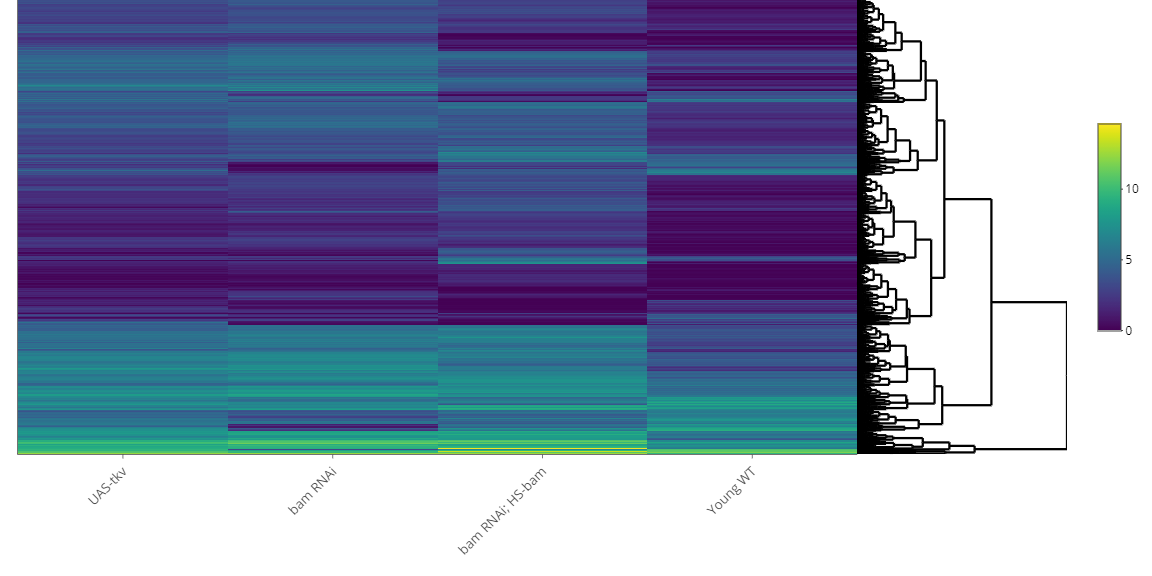 10
5
0
UAS-tkv
bam RNAi
bam RNAi; HS-bam
Young WT